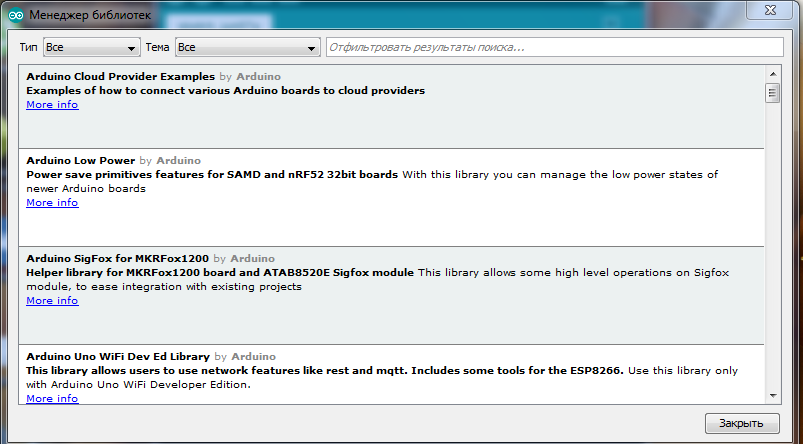 Менеджер библиотек
Тип Все Тема Все Отфильтровать результаты поиска...
Arduino Cloud Provider Examples by Arduino
Examples of how to connect various Arduino boards to cloud providers
More info
Arduino Low Power by Arduino
Power save primitives features for SAMD and nRF52 32bit boards With this library you can manage the low power states of
newer Arduino boards
More info
Arduino SigFox for MKRFox1200 by Arduino
Helper library for MKRFox1200 board and ATAB8520E Sigfox module This library allows some high level operations on Sigfox
module, to ease integration with existing projects
More info
Arduino Uno WiFi Dev Ed Library by Arduino
This library allows users to use network features like rest and mqtt. Includes some tools for the ESP8266. Use this library only
with Arduino Uno WiFi Developer Edition.
More info
Закрыть